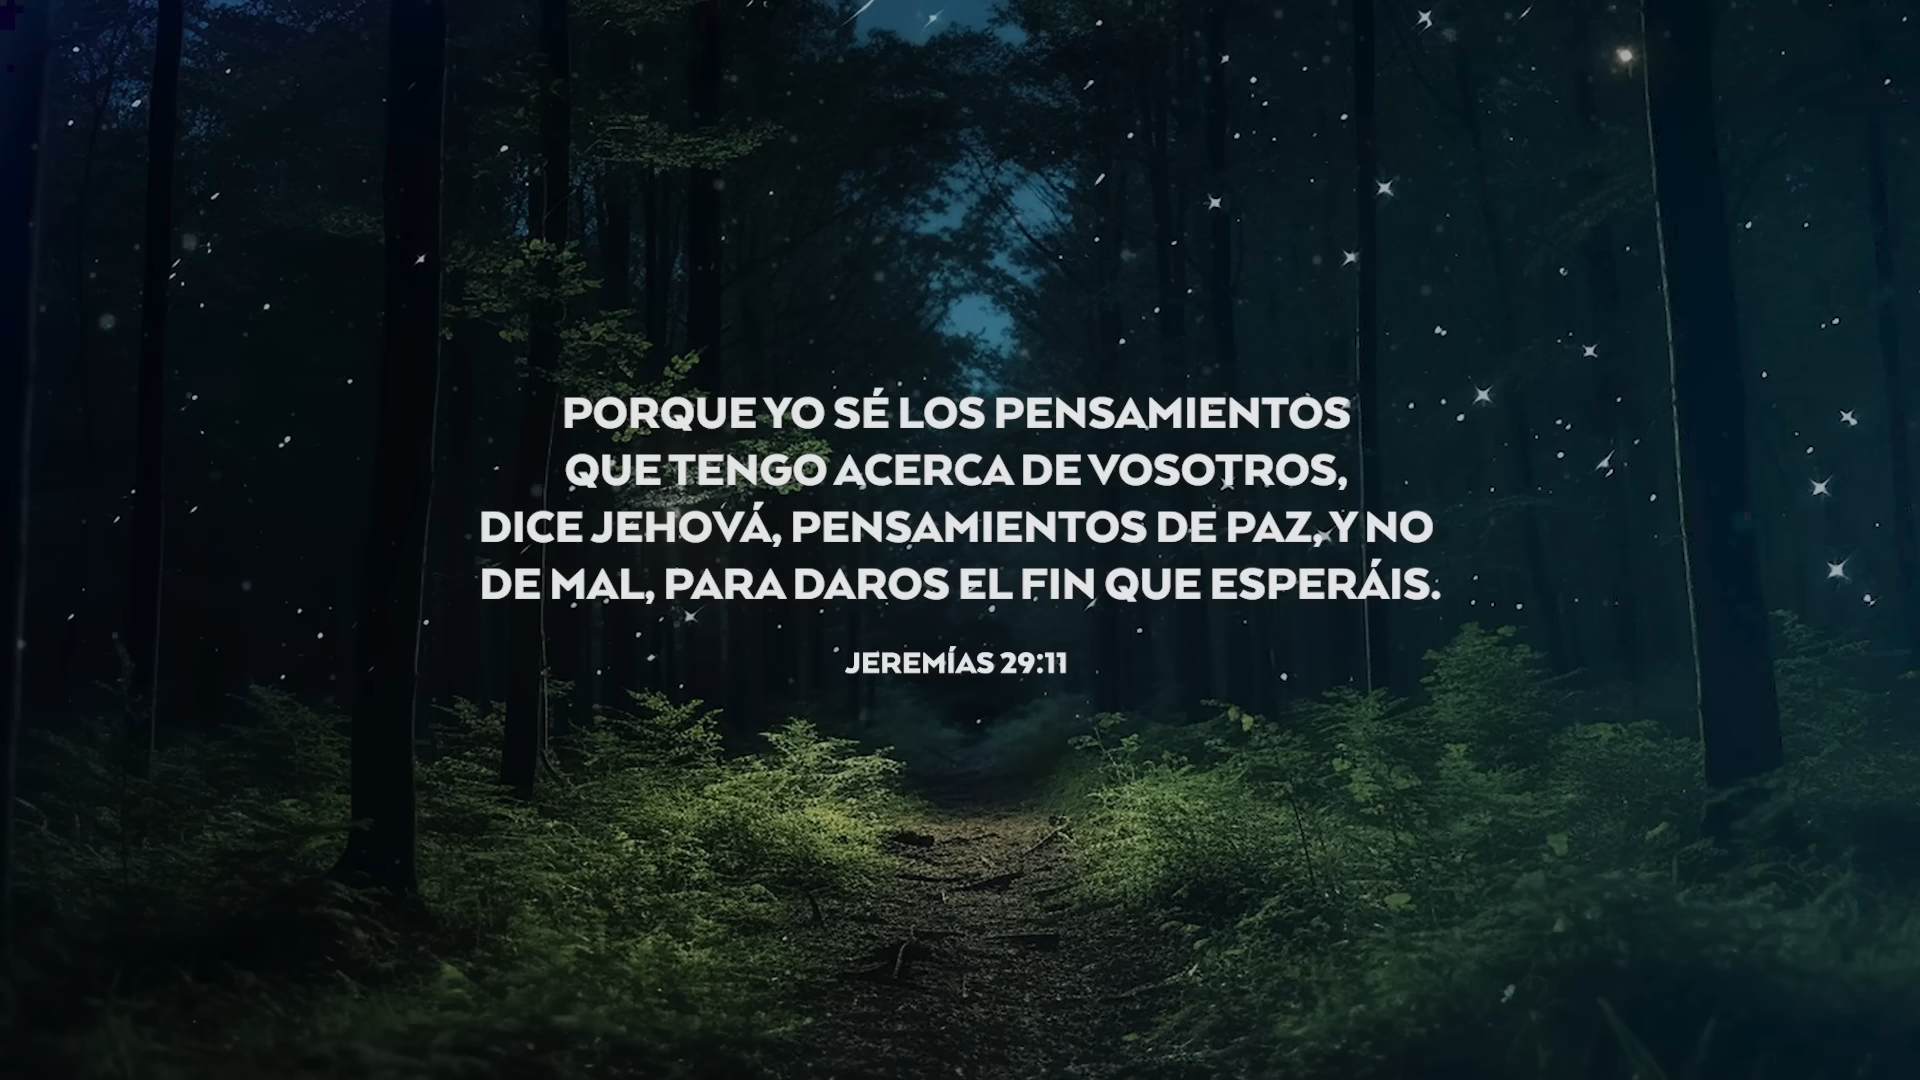 PORQUE YO SÉ LOS PENSAMIENTOS
QUE TENGO ACERCA DE VOSOTROS,
DICE JEHOVÁ, PENSAMIENTOS DE PAZ, Y NO
DE MAL, PARA DAROS EL FIN QUE ESPERÁIS.
JEREMÍAS 29:11